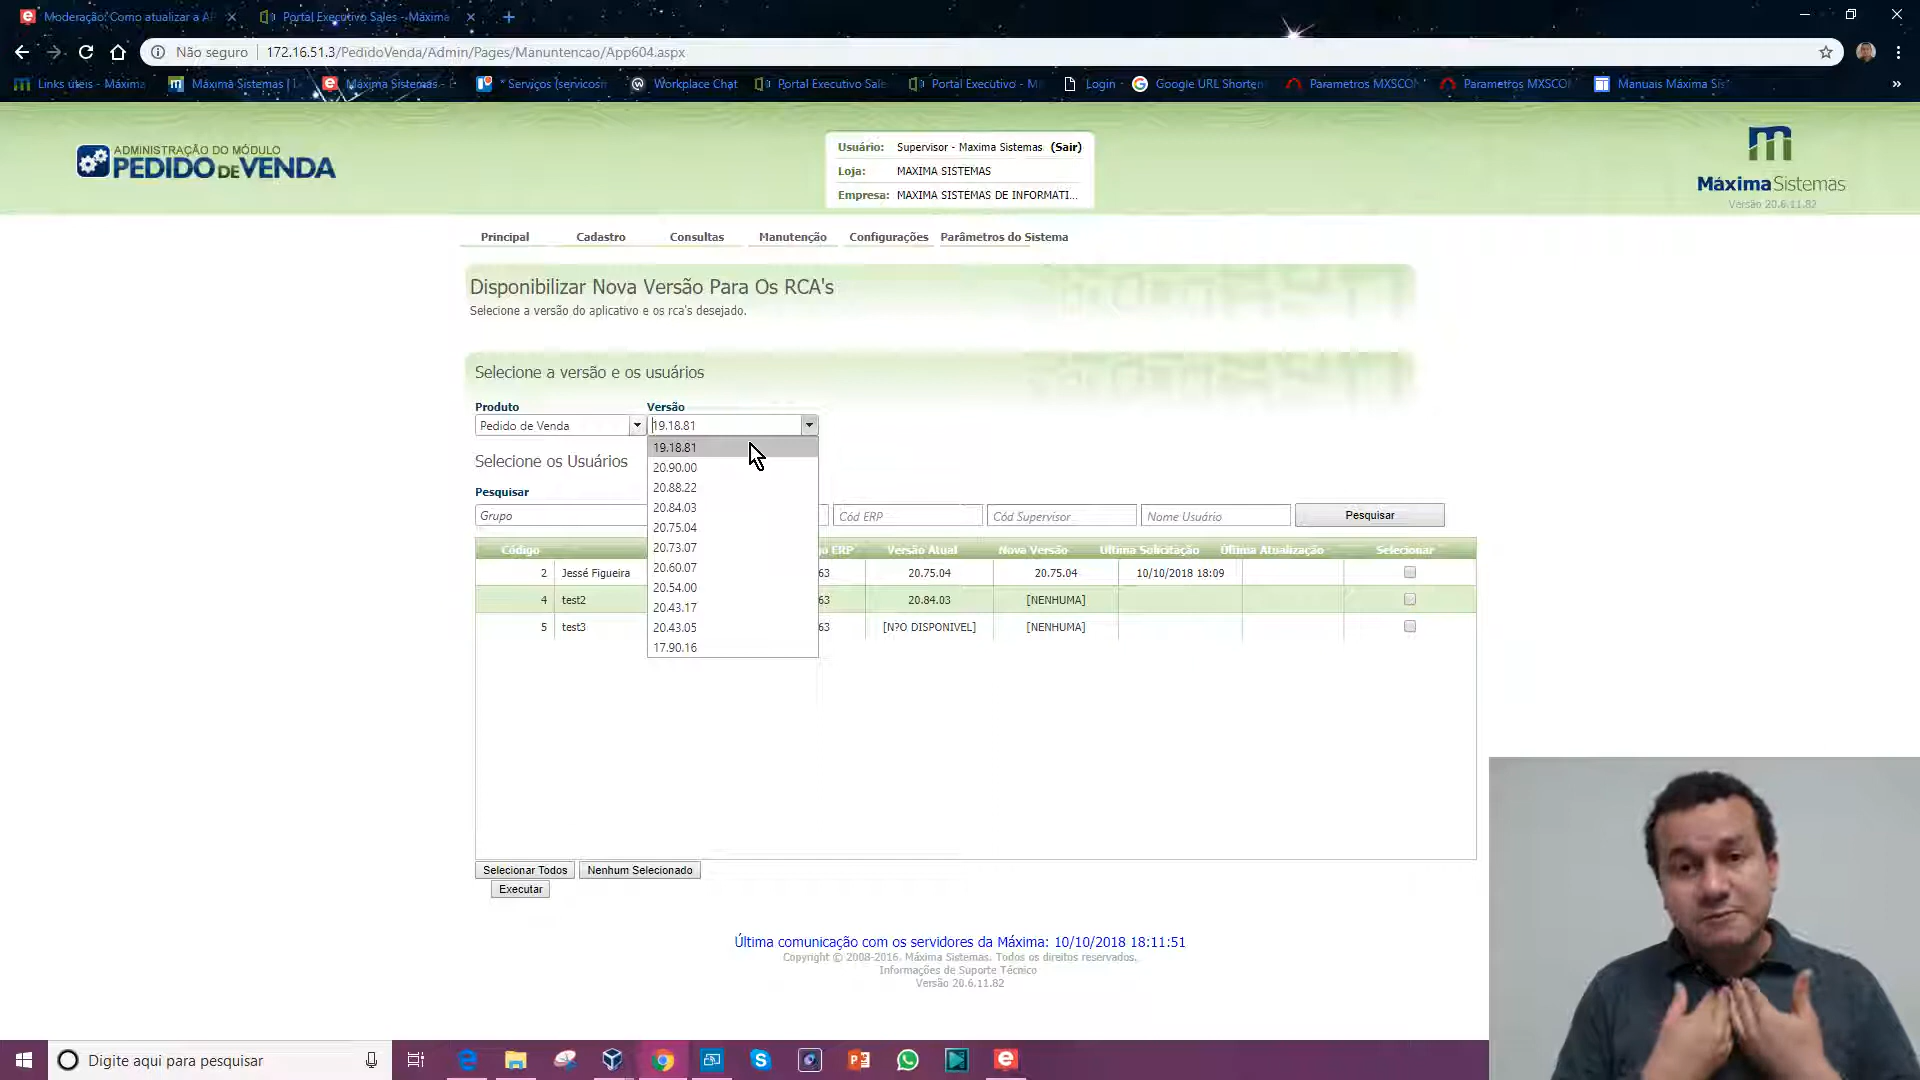 Moderação: Como atualizar a A
Portal Executivo Sales - Máxima
Não seguro
172.16.51.3/PedidoVenda/Admin/Pages/Manuntencao/App604.aspx
Links úteis - Máxima
Máxima Sistemas |
Máxima Sistemas - E
* Serviços (servicosm
Workplace Chat
Portal Executivo Sale
Portal Executivo - M
Login
Google URL Shorten
Parametros MXSCOM
Parametros MXSCOM
Manuais Máxima Sis
»
ADMINISTRAÇÃO DO MÓDULO
PEDIDO DE VENDA
Usuário: Supervisor - Maxima Sistemas (Sair)
Loja: MAXIMA SISTEMAS
Empresa: MAXIMA SISTEMAS DE INFORMATI...
MáximaSistemas
Versão 20.6.11.82
Principal Cadastro Consultas Manutenção Configurações Parâmetros do Sistema
Disponibilizar Nova Versão Para Os RCA's
Selecione a versão do aplicativo e os rca's desejado.
Selecione a versão e os usuários
Produto Versão
Pedido de Venda 19.18.81
19.18.81
20.90.00
20.88.22
20.84.03
20.75.04
20.73.07
20.60.07
20.54.00
20.43.17
20.43.05
17.90.16
Selecione os Usuários
Pesquisar
Grupo Cód ERP Cód Supervisor Nome Usuário Pesquisar
Código o ERP Versão Atual Nova Versão Última Solicitação Última Atualização Selecionar
2 Jessé Figueira 63 20.75.04 20.75.04 10/10/2018 18:09
4 test2 63 20.84.03 [NENHUMA]
5 test3 63 [N?O DISPONIVEL] [NENHUMA]
Selecionar Todos Nenhum Selecionado
Executar
Última comunicação com os servidores da Máxima: 10/10/2018 18:11:51
Copyright © 2008-2016. Máxima Sistemas. Todos os direitos reservados.
Informações de Suporte Técnico
Versão 20.6.11.82
Digite aqui para pesquisar